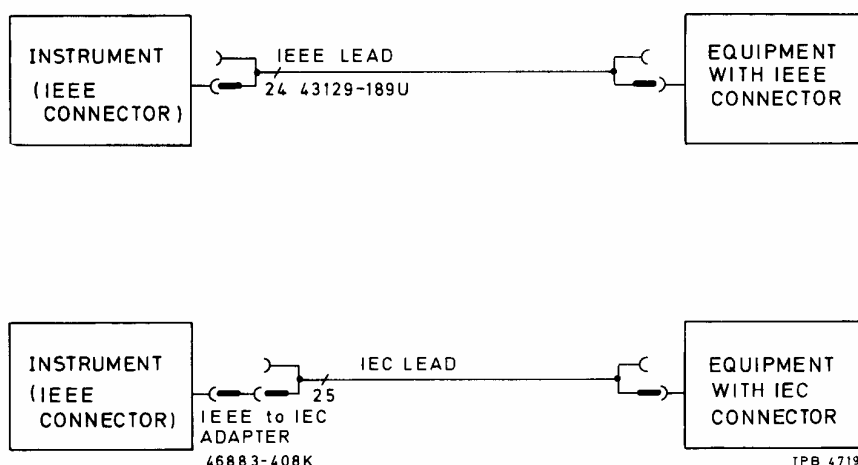 INSTRUMENT
(IEEE
CONNECTOR)
IEEE LEAD
24 43129-189U
EQUIPMENT
WITH IEEE
CONNECTOR
INSTRUMENT
(IEEE
CONNECTOR)
IEEE to IEC
ADAPTER
46883-408K
IEC LEAD
25
EQUIPMENT
WITH IEC
CONNECTOR
TPB 4719